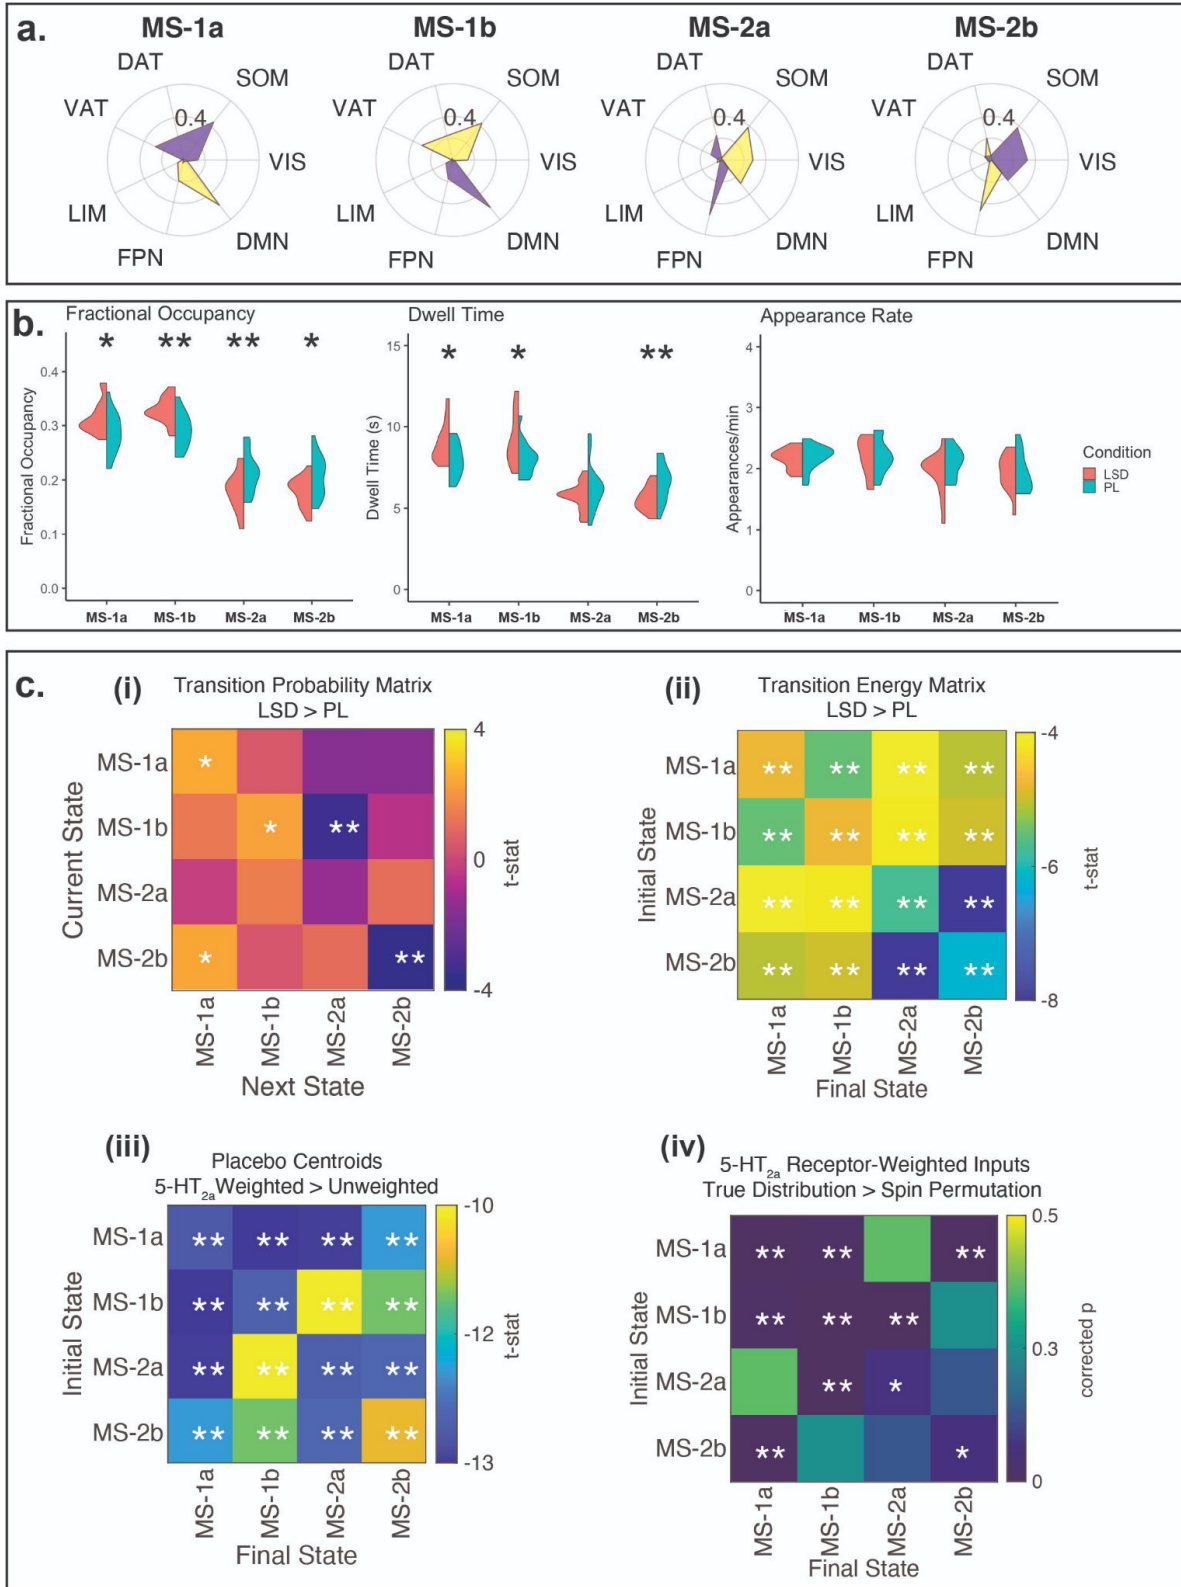 a.
MS-1a
MS-1b
MS-2a
MS-2b
DAT
SOM
VAT
0.4
VIS
LIM
FPN
DMN
DAT
SOM
VAT
0.4
VIS
LIM
FPN
DMN
DAT
SOM
VAT
0.4
VIS
LIM
FPN
DMN
DAT
SOM
VAT
0.4
VIS
LIM
FPN
DMN
b.
Fractional Occupancy
* ** ** *
Fractional Occupancy
0.4
0.3
0.2
0.1
0.0
MS-1a MS-1b MS-2a MS-2b
Dwell Time
* * **
Dwell Time (s)
15
10
5
0
MS-1a MS-1b MS-2a MS-2b
Appearance Rate
Appearances/min
4
3
2
1
0
MS-1a MS-1b MS-2a MS-2b
Condition
LSD
PL
c.
(i)
Transition Probability Matrix
LSD > PL
Current State
MS-1a *
MS-1b * **
MS-2a
MS-2b * **
MS-1a MS-1b MS-2a MS-2b
Next State
4
0
-4
t-stat
(ii)
Transition Energy Matrix
LSD > PL
Initial State
MS-1a ** ** ** **
MS-1b ** ** ** **
MS-2a ** ** ** **
MS-2b ** ** ** **
MS-1a MS-1b MS-2a MS-2b
Final State
-4
-6
-8
t-stat
(iii)
Placebo Centroids
5-HT2a Weighted > Unweighted
Initial State
MS-1a ** ** ** **
MS-1b ** ** ** **
MS-2a ** ** ** **
MS-2b ** ** ** **
MS-1a MS-1b MS-2a MS-2b
Final State
-10
-12
-13
t-stat
(iv)
5-HT2a Receptor-Weighted Inputs
True Distribution > Spin Permutation
Initial State
MS-1a ** ** **
MS-1b ** ** **
MS-2a ** *
MS-2b ** *
MS-1a MS-1b MS-2a MS-2b
Final State
0.5
0.3
0
corrected p